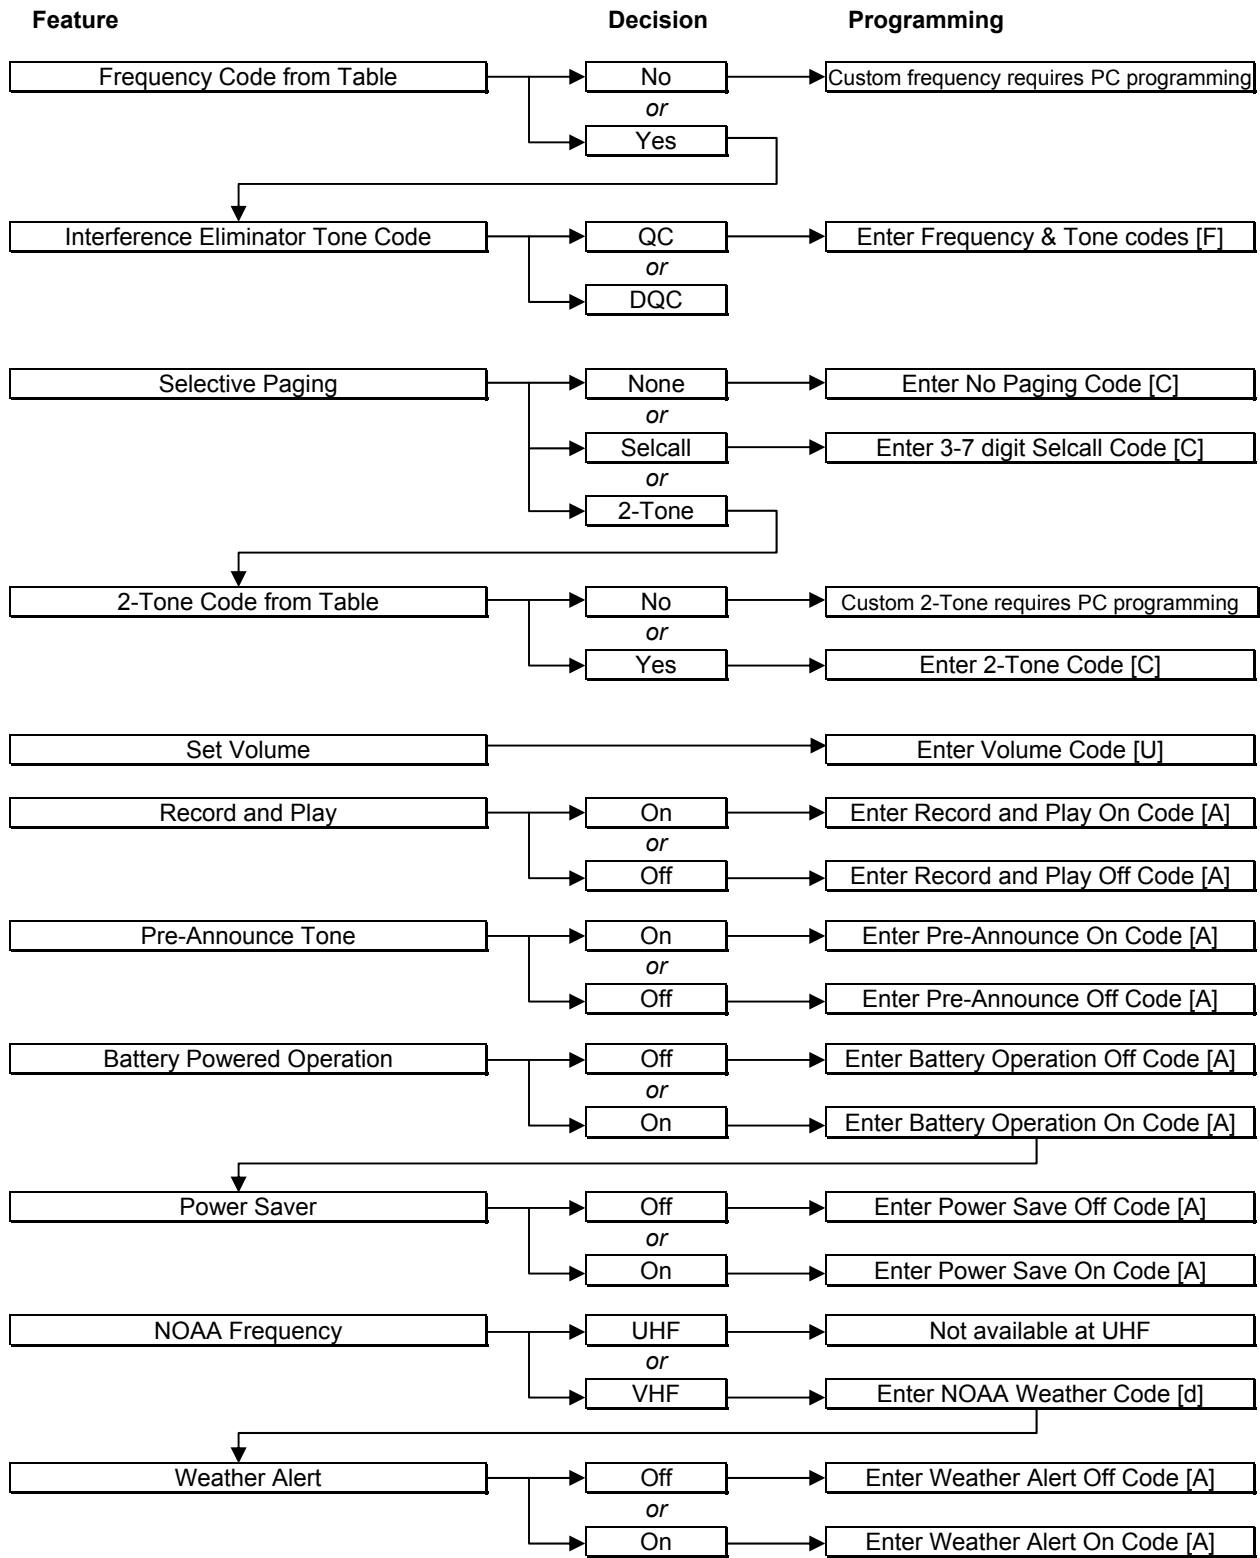 Feature Decision Programming
Frequency Code from Table No Custom frequency requires PC programming
or
Yes
Interference Eliminator Tone Code QC Enter Frequency & Tone codes [F]
or
DQC
Selective Paging None Enter No Paging Code [C]
or
Selcall Enter 3-7 digit Selcall Code [C]
or
2-Tone
2-Tone Code from Table No Custom 2-Tone requires PC programming
or
Yes Enter 2-Tone Code [C]
Set Volume Enter Volume Code [U]
Record and Play On Enter Record and Play On Code [A]
or
Off Enter Record and Play Off Code [A]
Pre-Announce Tone On Enter Pre-Announce On Code [A]
or
Off Enter Pre-Announce Off Code [A]
Battery Powered Operation Off Enter Battery Operation Off Code [A]
or
On Enter Battery Operation On Code [A]
Power Saver Off Enter Power Save Off Code [A]
or
On Enter Power Save On Code [A]
NOAA Frequency UHF Not available at UHF
or
VHF Enter NOAA Weather Code [d]
Weather Alert Off Enter Weather Alert Off Code [A]
or
On Enter Weather Alert On Code [A]